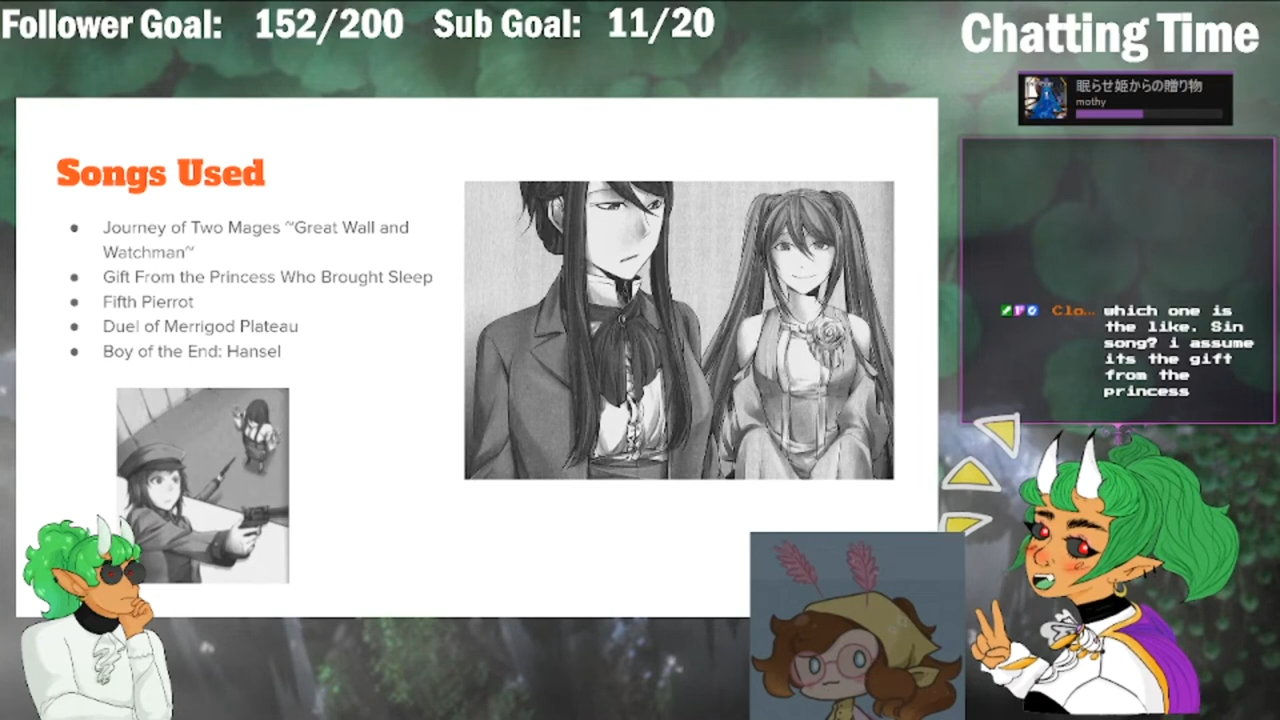 Follower Goal: 152/200 Sub Goal: 11/20
Chatting Time
眠らせ姫からの贈り物
mothy
Songs Used
● Journey of Two Mages ~Great Wall and
Watchman~
● Gift From the Princess Who Brought Sleep
● Fifth Pierrot
● Duel of Merrigod Plateau
● Boy of the End: Hansel
Clo... which one is
the like. Sin
song? i assume
its the gift
from the
princess